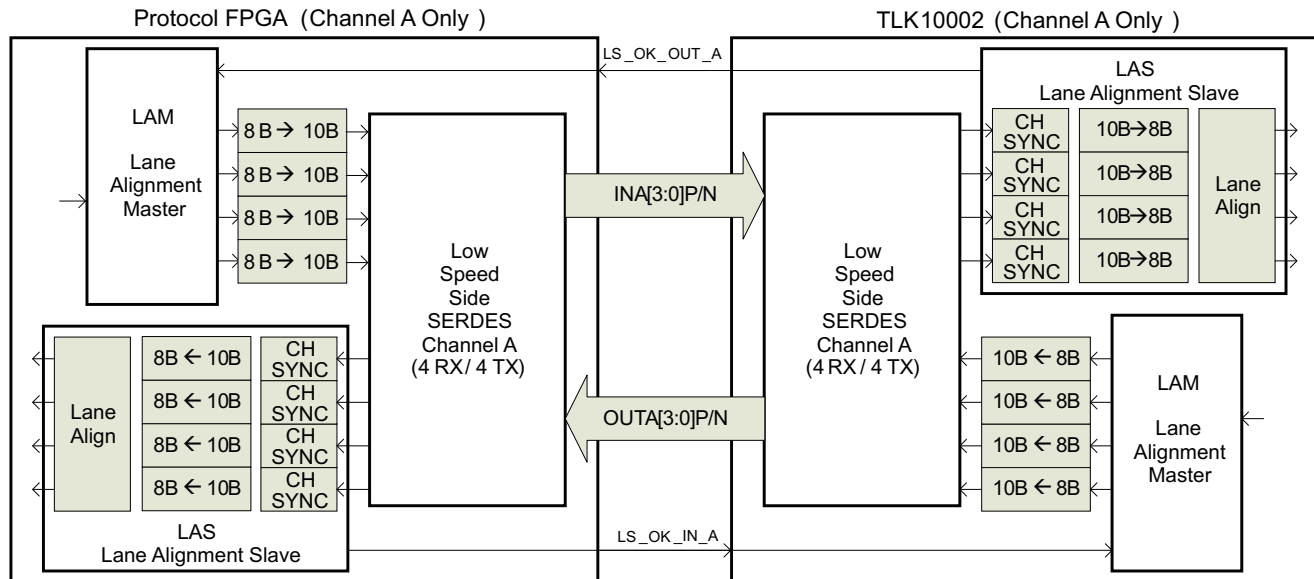 Protocol FPGA (Channel A Only)
TLK10002 (Channel A Only)
LS_OK_OUT_A
LAM
Lane
Alignment
Master
8B → 10B
8B → 10B
8B → 10B
8B → 10B
Low
Speed
Side
SERDES
Channel A
(4 RX / 4 TX)
INA[3:0]P/N
OUTA[3:0]P/N
Low
Speed
Side
SERDES
Channel A
(4 RX / 4 TX)
LAS
Lane Alignment Slave
CH
SYNC
CH
SYNC
CH
SYNC
CH
SYNC
10B→8B
10B→8B
10B→8B
10B→8B
Lane
Align
Lane
Align
8B ← 10B
8B ← 10B
8B ← 10B
8B ← 10B
CH
SYNC
CH
SYNC
CH
SYNC
CH
SYNC
LAS
Lane Alignment Slave
10B ← 8B
10B ← 8B
10B ← 8B
10B ← 8B
LAM
Lane
Alignment
Master
LS_OK_IN_A